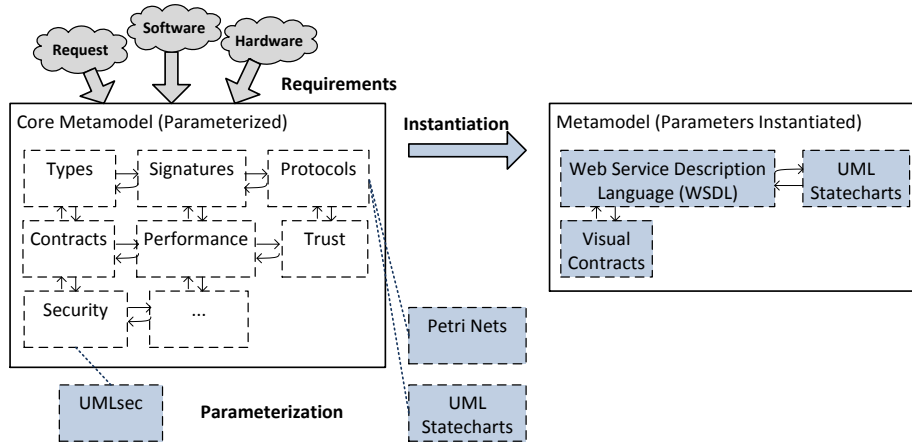 Request
Software
Hardware
Requirements
Core Metamodel (Parameterized)
Types
Signatures
Protocols
Contracts
Performance
Trust
Security
...
Instantiation
Metamodel (Parameters Instantiated)
Web Service Description
Language (WSDL)
UML
Statecharts
Visual
Contracts
Petri Nets
UMLsec
Parameterization
UML
Statecharts